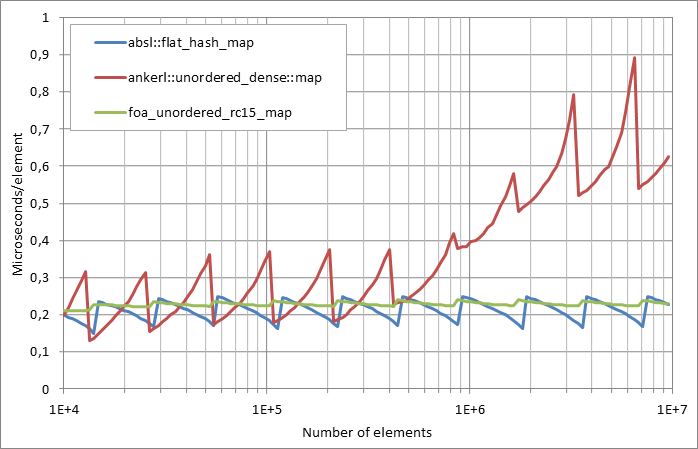 1
0,9
0,8
0,7
0,6
0,5
0,4
0,3
0,2
0,1
0
Microseconds/element
absl::flat_hash_map
ankerl::unordered_dense::map
foa_unordered_rc15_map
1E+4 1E+5 1E+6 1E+7
Number of elements